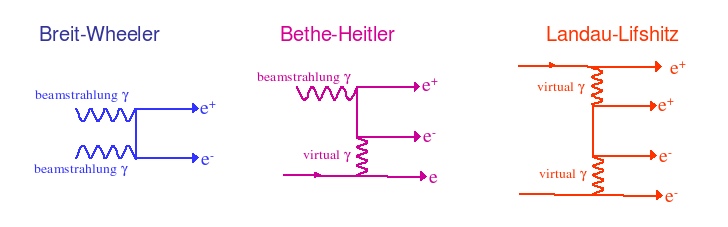 Breit-Wheeler
beamstrahlung γ
e⁺
beamstrahlung γ
e⁻
Bethe-Heitler
beamstrahlung γ
e⁺
e⁻
virtual γ
e
Landau-Lifshitz
e⁺
virtual γ
e⁺
e⁻
virtual γ
e⁻